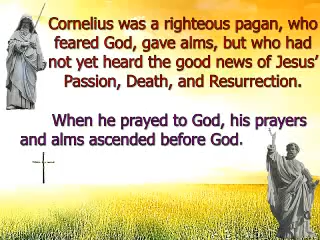 Cornelius was a righteous pagan, who
feared God, gave alms, but who had
not yet heard the good news of Jesus'
Passion, Death, and Resurrection.
When he prayed to God, his prayers
and alms ascended before God.